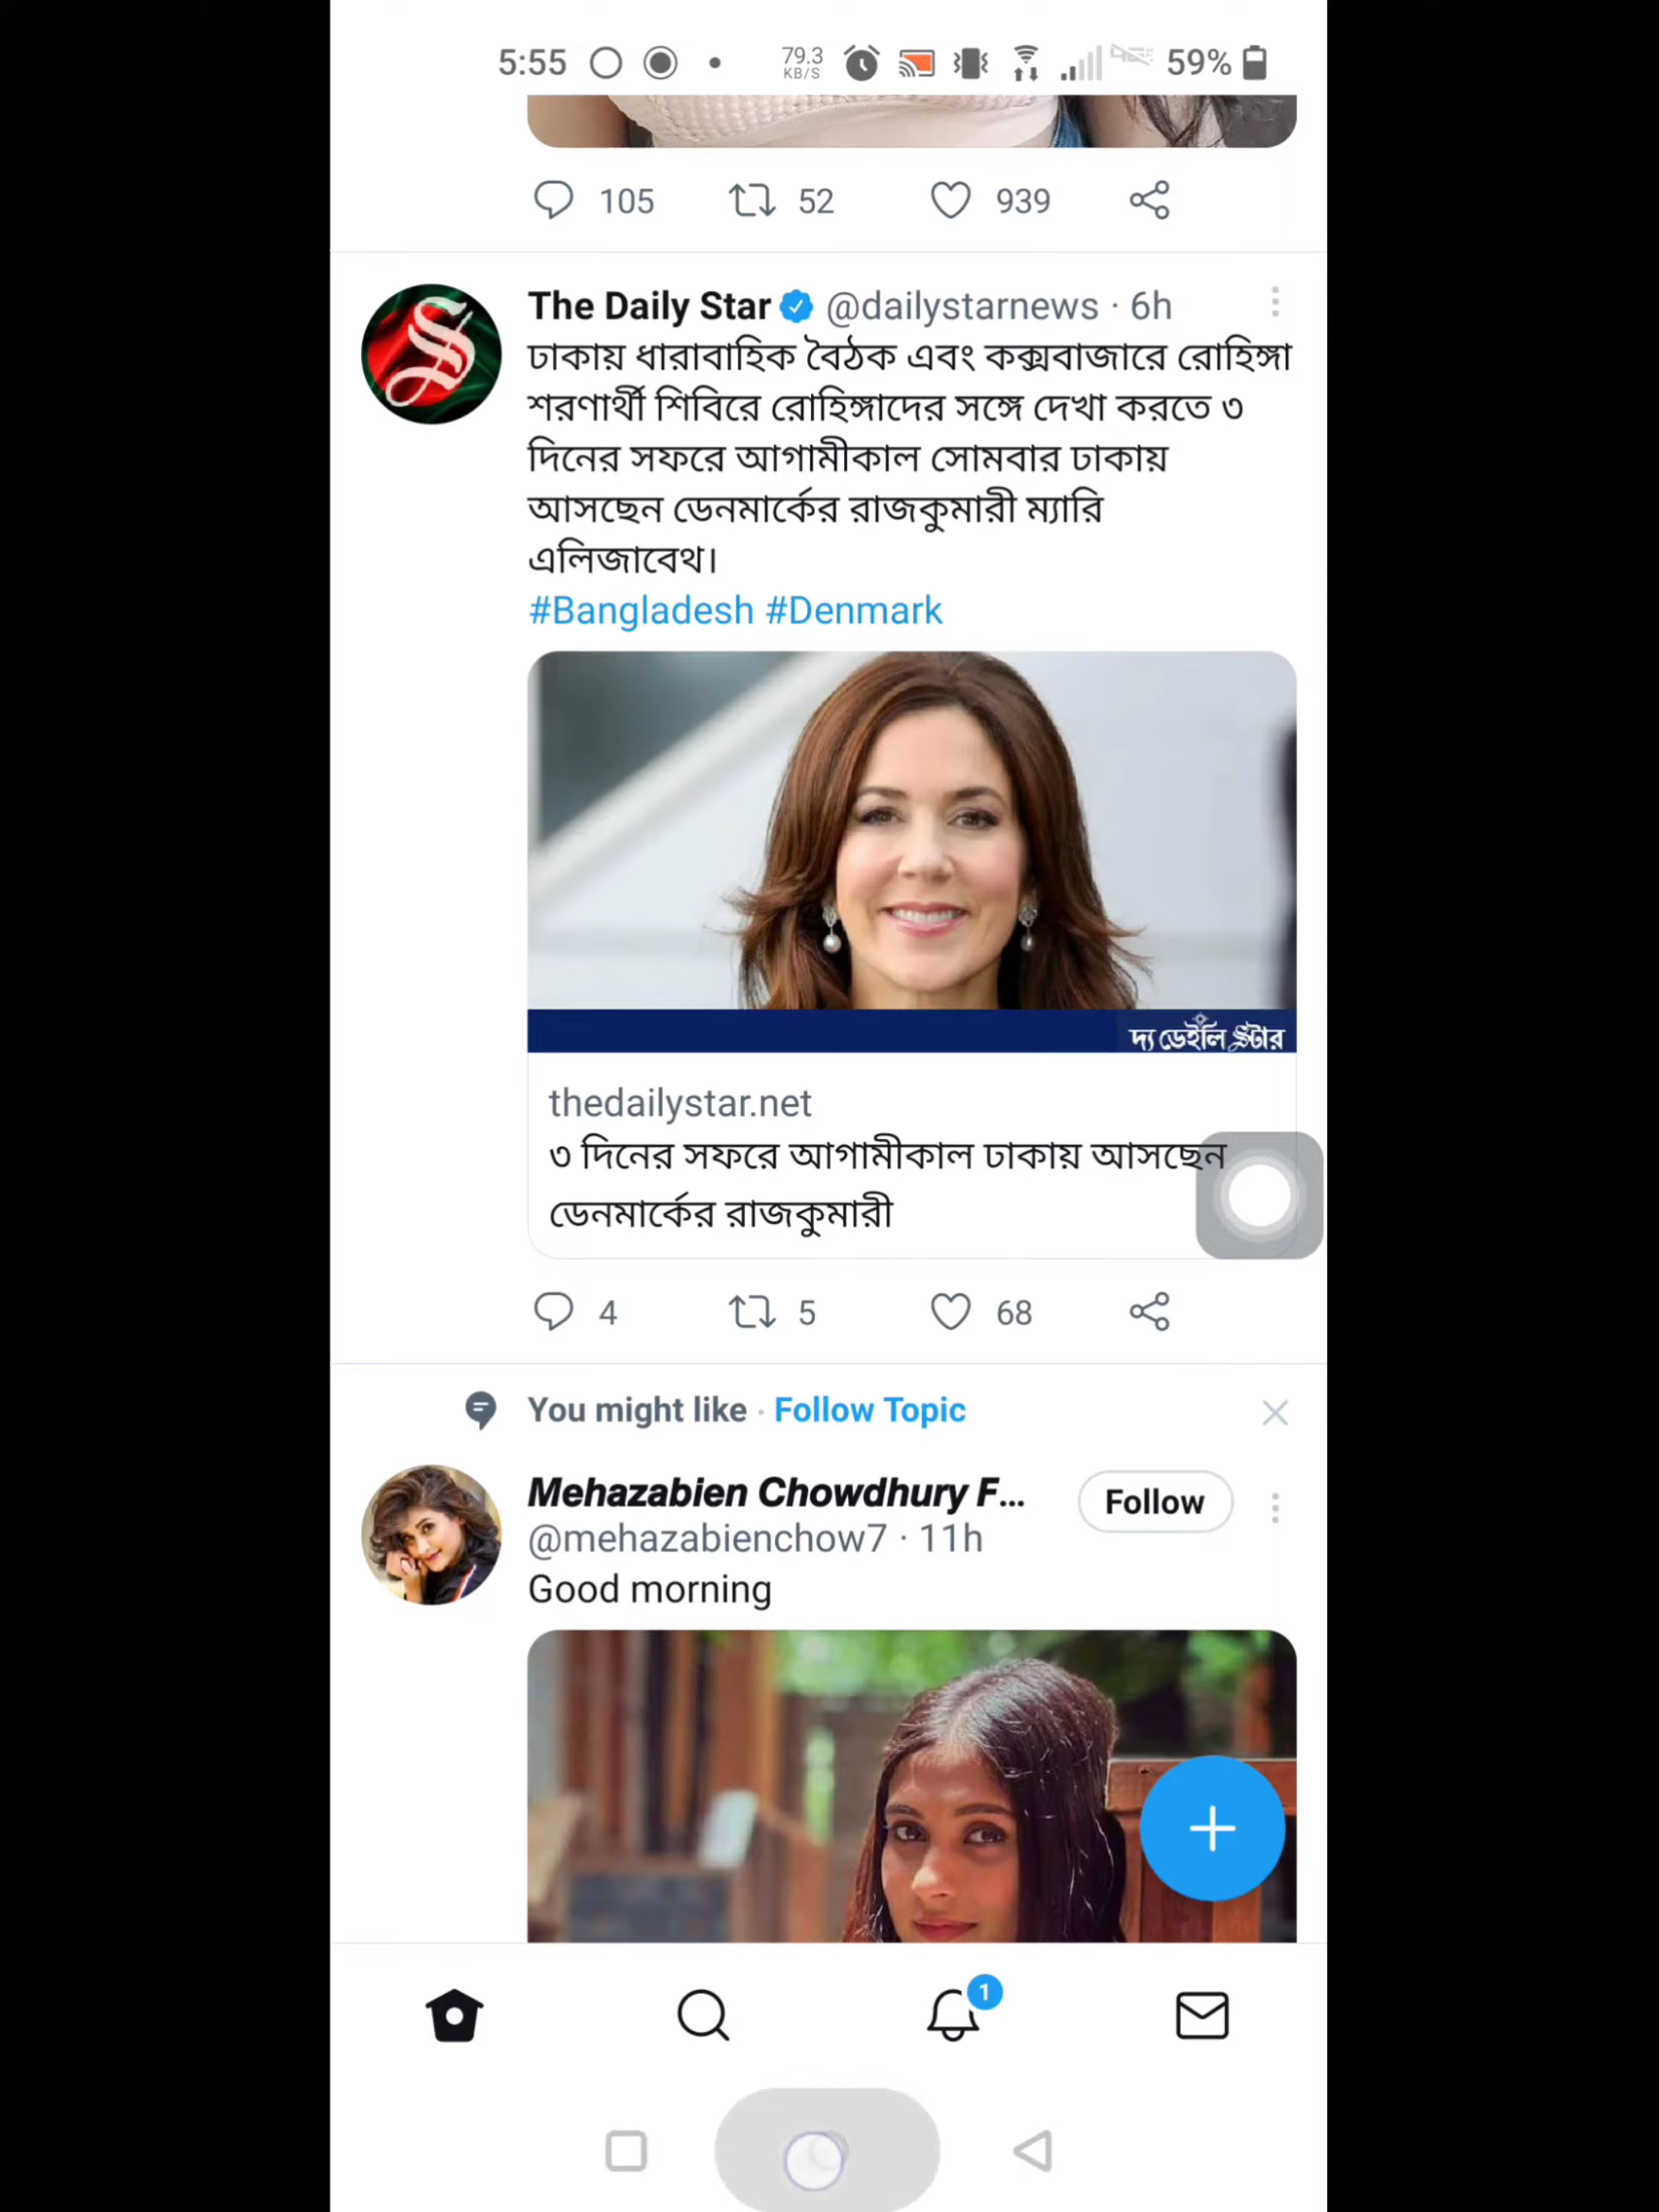 5:55 79.3 KB/S 59%
105 52 939
The Daily Star @dailystarnews · 6h
ঢাকায় ধারাবাহিক বৈঠক এবং কক্সবাজারে রোহিঙ্গা
শরণার্থী শিবিরে রোহিঙ্গাদের সঙ্গে দেখা করতে ৩
দিনের সফরে আগামীকাল সোমবার ঢাকায়
আসছেন ডেনমার্কের রাজকুমারী ম্যারি
এলিজাবেথ।
#Bangladesh #Denmark
দ্য ডেইলি স্টার
thedailystar.net
৩ দিনের সফরে আগামীকাল ঢাকায় আসছেন
ডেনমার্কের রাজকুমারী
4 5 68
You might like · Follow Topic
Mehazabien Chowdhury F...
Follow
@mehazabienchow7 · 11h
Good morning
1